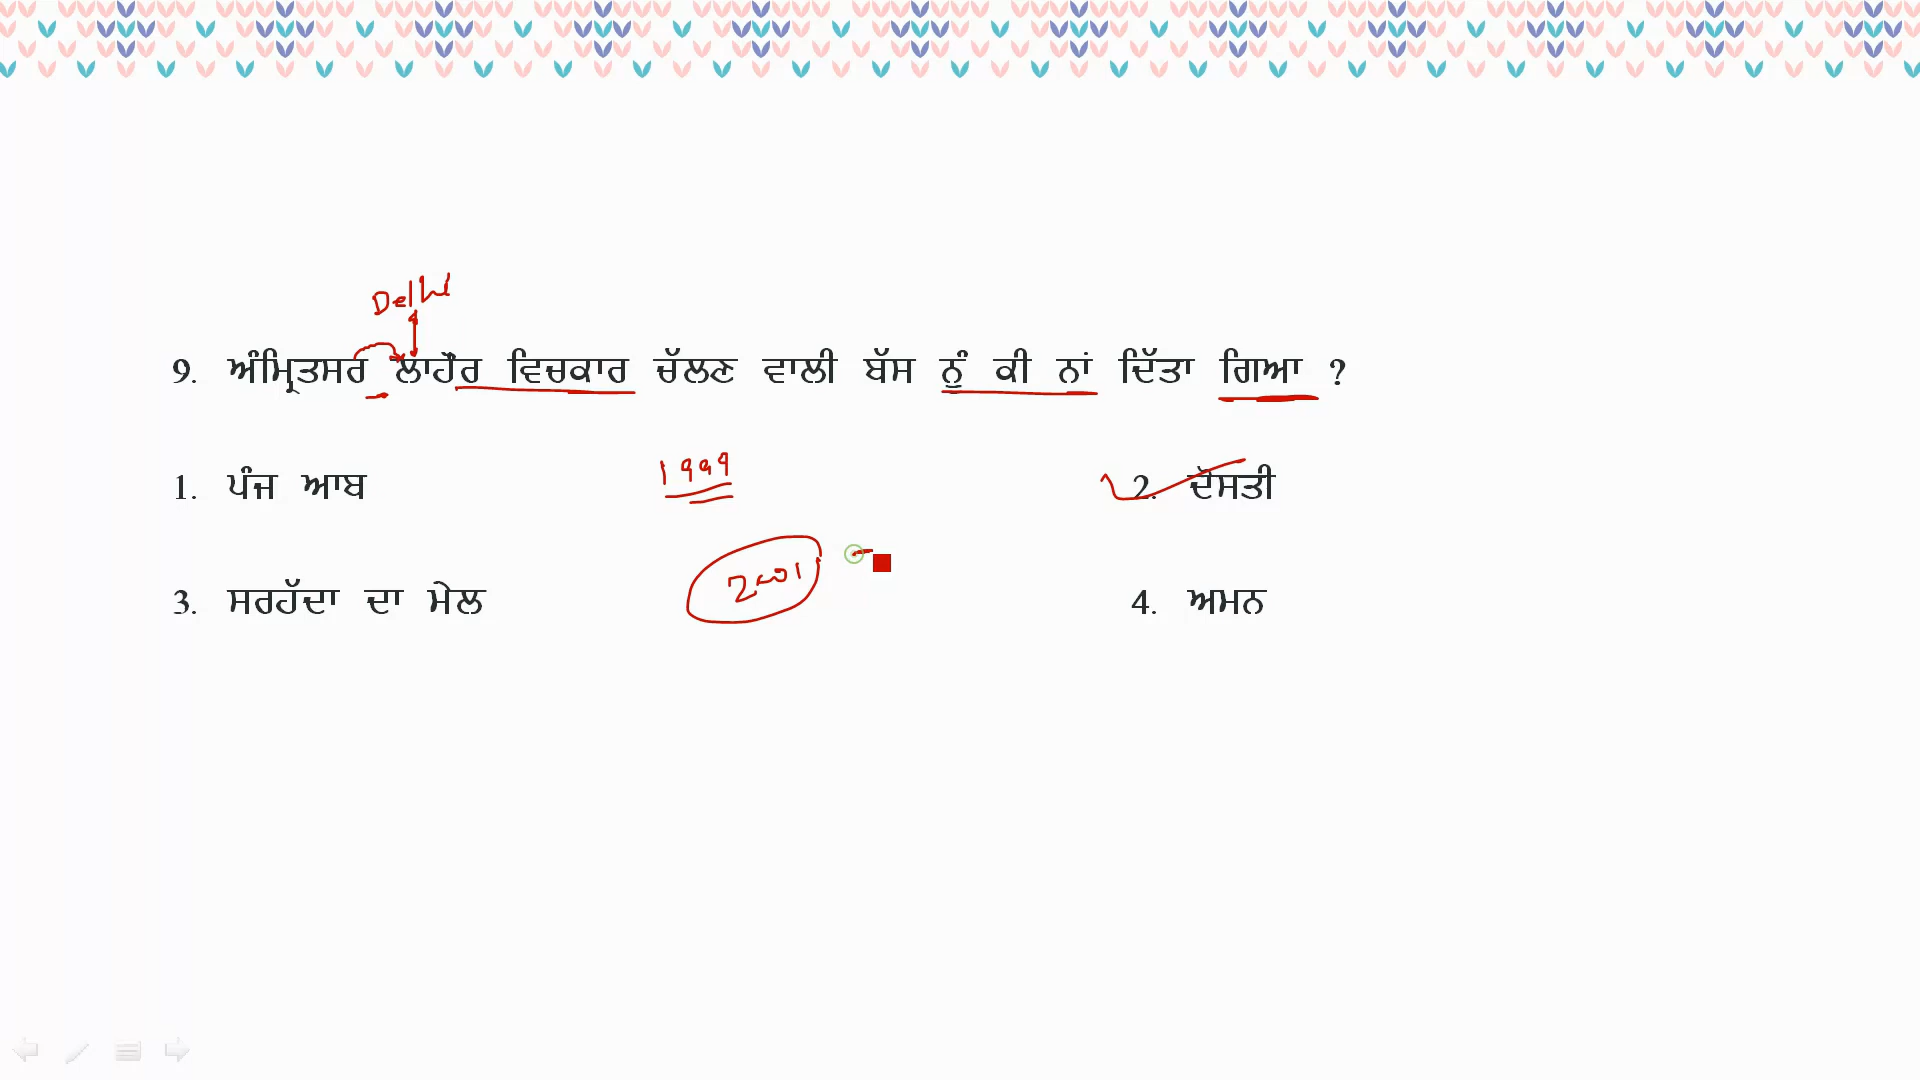 Delhi
9. ਅੰਮ੍ਰਿਤਸਰ ਲਾਹੌਰ ਵਿਚਕਾਰ ਚੱਲਣ ਵਾਲੀ ਬੱਸ ਨੂੰ ਕੀ ਨਾਂ ਦਿੱਤਾ ਗਿਆ ?
1999
1. ਪੰਜ ਆਬ 2. ਦੋਸਤੀ
2001
3. ਸਰਹੱਦਾ ਦਾ ਮੇਲ 4. ਅਮਨ